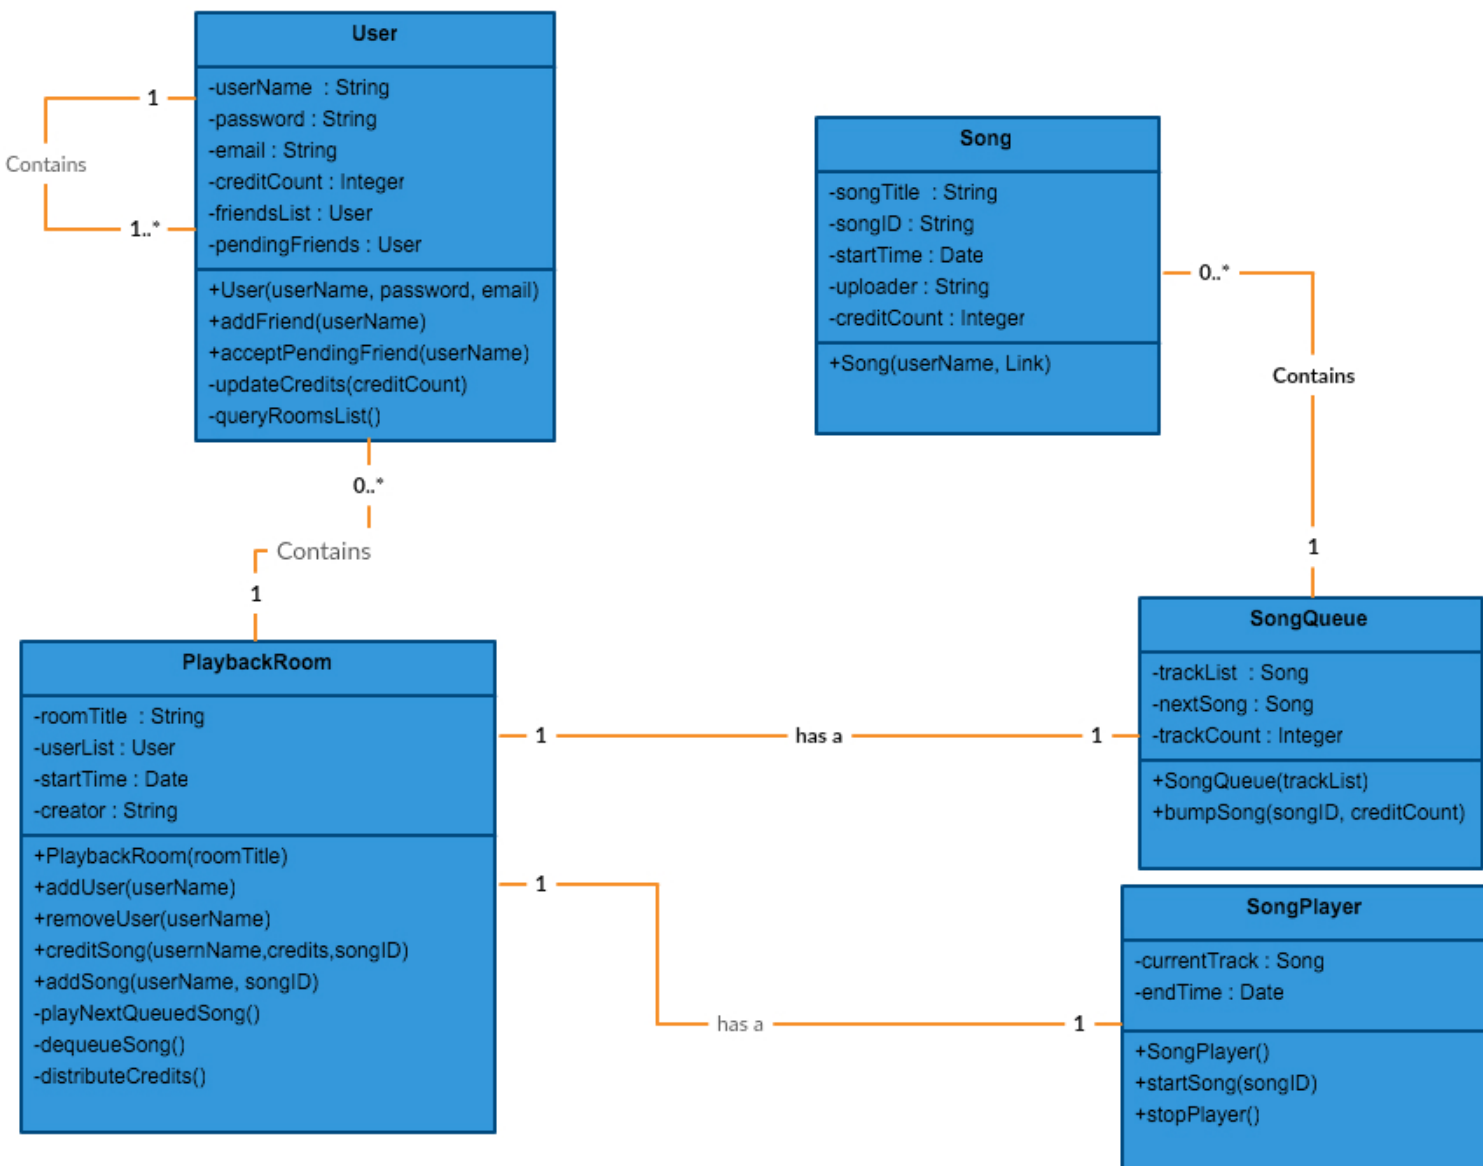 User
-userName : String
-password : String
-email : String
-creditCount : Integer
-friendsList : User
-pendingFriends : User
+User(userName, password, email)
+addFriend(userName)
+acceptPendingFriend(userName)
-updateCredits(creditCount)
-queryRoomsList()
1
Contains
1..*
Song
-songTitle : String
-songID : String
-startTime : Date
-uploader : String
-creditCount : Integer
+Song(userName, Link)
0..*
Contains
1
0..*
Contains
1
PlaybackRoom
-roomTitle : String
-userList : User
-startTime : Date
-creator : String
+PlaybackRoom(roomTitle)
+addUser(userName)
+removeUser(userName)
+creditSong(usernName,credits,songID)
+addSong(userName, songID)
-playNextQueuedSong()
-dequeueSong()
-distributeCredits()
1 has a 1
SongQueue
-trackList : Song
-nextSong : Song
-trackCount : Integer
+SongQueue(trackList)
+bumpSong(songID, creditCount)
1 has a 1
SongPlayer
-currentTrack : Song
-endTime : Date
+SongPlayer()
+startSong(songID)
+stopPlayer()